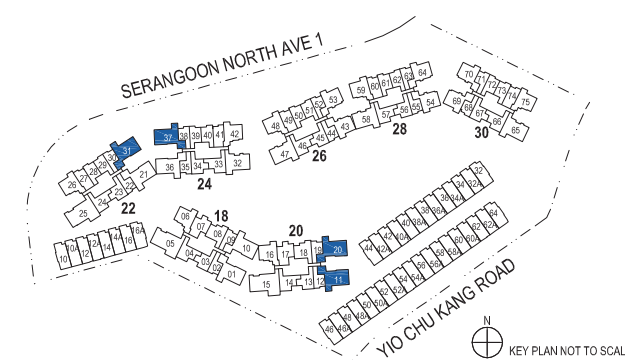 SERANGOON NORTH AVE 1
70 71 72 73 74 75
59 60 61 62 63 64
48 49 50 51 52 53
69 68 67 66 65
58 57 56 55 54
30
28
47 46 45 44 43
26
37 38 39 40 41 42
31
30
29
28
27
26
36 35 34 33 32
24
21
22
23
24
25
22
32
34 32A
36 34A
38 36A
40 38A
42 40A
44 42A
44A
18
06 07 08 09 10
05 04 03 02 01
16A
14A 16
12A 14
10A 12
10
20
16 17 18 19 20
15 14 13 12 11
64
62 62A
60 60A
58 58A
56 56A
54 54A
52 52A
50 50A
48 48A
46 46A
YIO CHU KANG ROAD
N
KEY PLAN NOT TO SCAL